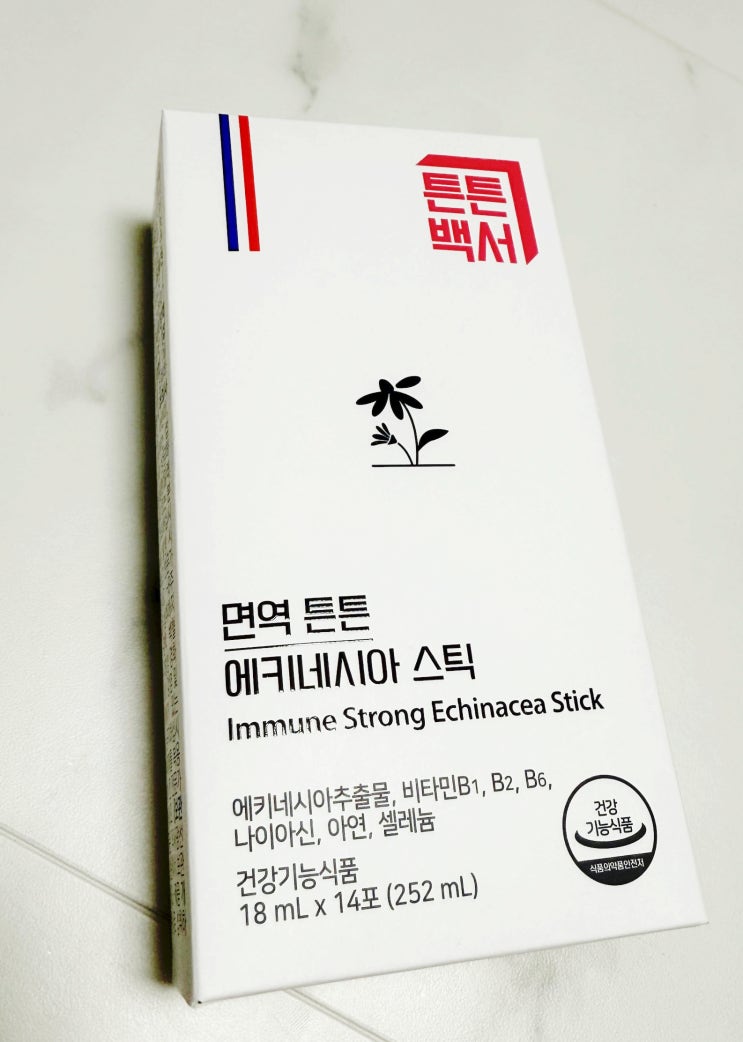 튼튼
백서
면역 튼튼
에키네시아 스틱
Immune Strong Echinacea Stick
에키네시아추출물, 비타민B1, B2, B6,
나이아신, 아연, 셀레늄
건강기능식품
18 mL x 14포 (252 mL)
건강
기능식품
식품의약품안전처